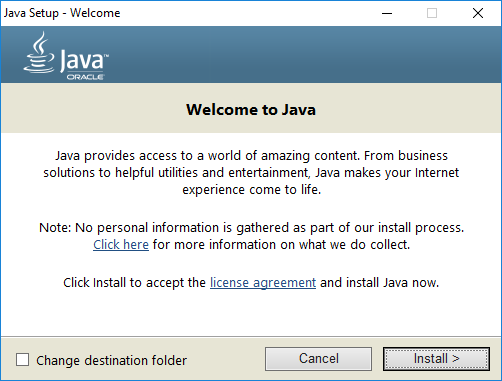 Java Setup - Welcome
Java™
ORACLE
Welcome to Java
Java provides access to a world of amazing content. From business
solutions to helpful utilities and entertainment, Java makes your Internet
experience come to life.
Note: No personal information is gathered as part of our install process.
Click here for more information on what we do collect.
Click Install to accept the license agreement and install Java now.
Change destination folder
Cancel
Install >